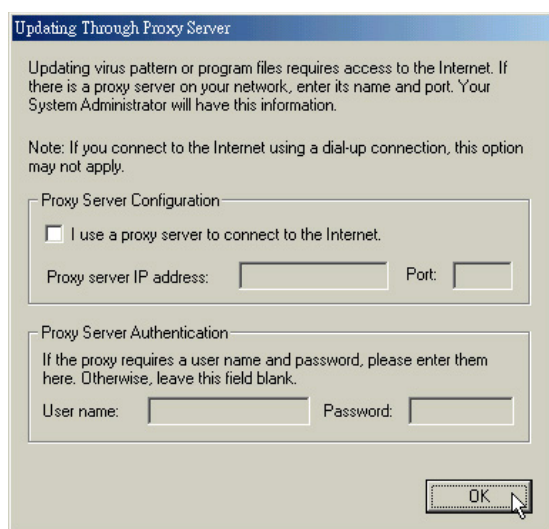 Updating Through Proxy Server
Updating virus pattern or program files requires access to the Internet. If
there is a proxy server on your network, enter its name and port. Your
System Administrator will have this information.
Note: If you connect to the Internet using a dial-up connection, this option
may not apply.
Proxy Server Configuration
I use a proxy server to connect to the Internet.
Proxy server IP address: Port:
Proxy Server Authentication
If the proxy requires a user name and password, please enter them
here. Otherwise, leave this field blank.
User name: Password:
OK